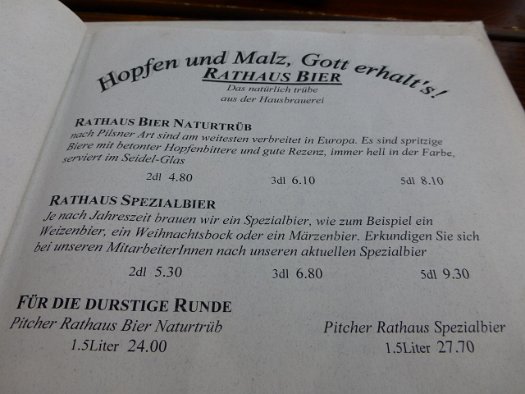 Hopfen und Malz, Gott erhalt's!
RATHAUS BIER
Das natürlich trübe
aus der Hausbrauerei
RATHAUS BIER NATURTRÜB
nach Pilsner Art sind am weitesten verbreitet in Europa. Es sind spritzige
Biere mit betonter Hopfenbittere und gute Rezenz, immer hell in der Farbe,
serviert im Seidel-Glas
2dl 4.80 3dl 6.10 5dl 8.10
RATHAUS SPEZIALBIER
Je nach Jahreszeit brauen wir ein Spezialbier, wie zum Beispiel ein
Weizenbier, ein Weihnachtsbock oder ein Märzenbier. Erkundigen Sie sich
bei unseren MitarbeiterInnen nach unseren aktuellen Spezialbier
2dl 5.30 3dl 6.80 5dl 9.30
FÜR DIE DURSTIGE RUNDE
Pitcher Rathaus Bier Naturtrüb Pitcher Rathaus Spezialbier
1.5Liter 24.00 1.5Liter 27.70